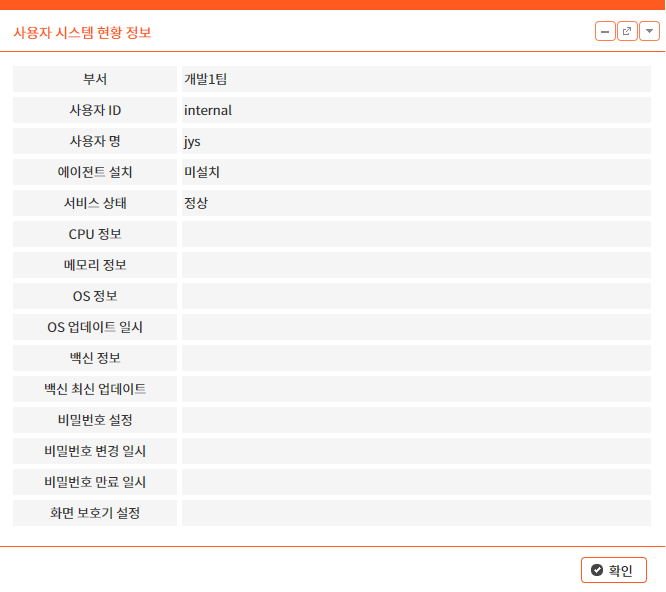 사용자 시스템 현황 정보
부서 개발1팀
사용자 ID internal
사용자 명 jys
에이젼트 설치 미설치
서비스 상태 정상
CPU 정보
메모리 정보
OS 정보
OS 업데이트 일시
백신 정보
백신 최신 업데이트
비밀번호 설정
비밀번호 변경 일시
비밀번호 만료 일시
화면 보호기 설정
확인